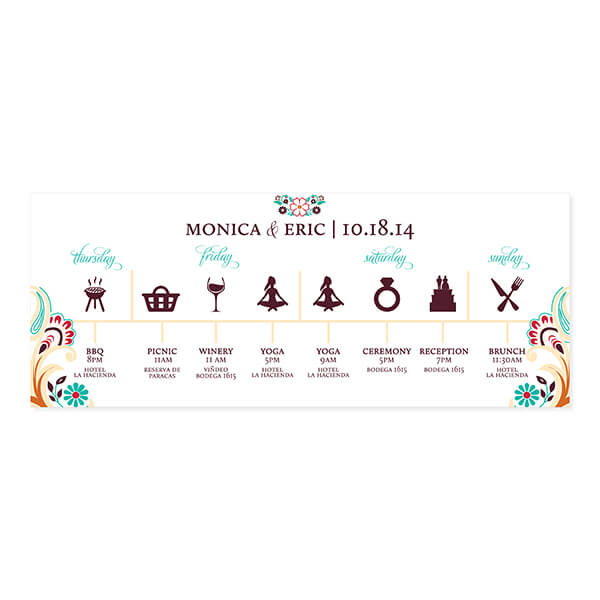 MONICA & ERIC | 10.18.14
thursday
friday
saturday
sunday
BBQ
8PM
HOTEL
LA HACIENDA
PICNIC
11AM
RESERVA DE
PARACAS
WINERY
11 AM
VIÑDEO
BODEGA 1615
YOGA
5PM
HOTEL
LA HACIENDA
YOGA
9AM
HOTEL
LA HACIENDA
CEREMONY
5PM
BODEGA 1615
RECEPTION
7PM
BODEGA 1615
BRUNCH
11:30AM
HOTEL
LA HACIENDA